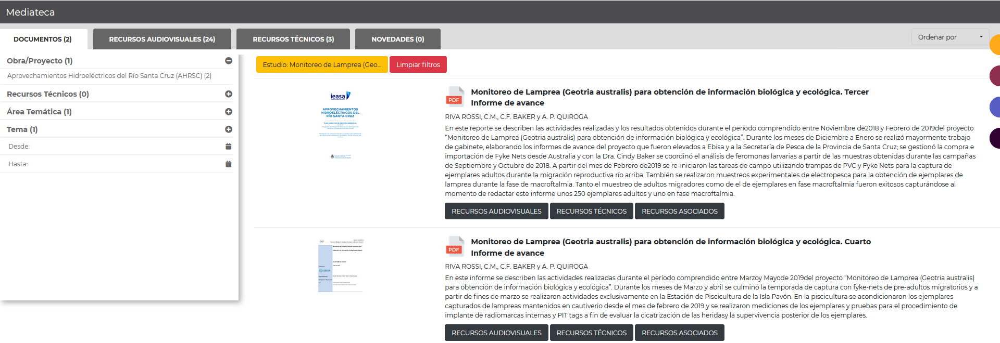 Mediateca
DOCUMENTOS (2)
RECURSOS AUDIOVISUALES (24)
RECURSOS TÉCNICOS (3)
NOVEDADES (0)
Ordenar por
Obra/Proyecto (1)
Aprovechamientos Hidroeléctricos del Río Santa Cruz (AHRSC) (2)
Recursos Técnicos (0)
Área Temática (1)
Tema (1)
Desde:
Hasta:
Estudio: Monitoreo de Lamprea (Geo...
Limpiar filtros
ieasa
APROVECHAMIENTOS
HIDROELÉCTRICOS DEL
RÍO SANTA CRUZ
PDF
Monitoreo de Lamprea (Geotria australis) para obtención de información biológica y ecológica. Tercer
Informe de avance
RIVA ROSSI, C.M., C.F. BAKER y A. P. QUIROGA
En este reporte se describen las actividades realizadas y los resultados obtenidos durante el período comprendido entre Noviembre de2018 y Febrero de 2019del proyecto
“Monitoreo de Lamprea (Geotria australis) para obtención de información biológica y ecológica”. Durante los meses de Diciembre a Enero se realizó mayormente trabajo
de gabinete, elaborando los informes de avance del proyecto que fueron elevados a Ebisa y a la Secretaría de Pesca de la Provincia de Santa Cruz; se gestionó la compra e
importación de Fyke Nets desde Australia y con la Dra. Cindy Baker se coordinó el análisis de feromonas larvarias a partir de las muestras obtenidas durante las campañas
de Septiembre y Octubre de 2018. A partir del mes de Febrero de2019 se re-iniciaron las tareas de campo utilizando trampas de PVC y Fyke Nets para la captura de
ejemplares adultos durante la migración reproductiva río arriba. También se realizaron muestreos experimentales de electropesca para la obtención de ejemplares de
lamprea durante la fase de macroftalmia. Tanto el muestreo de adultos migradores como de el de ejemplares en fase macroftalmia fueron exitosos capturándose al
momento de redactar este informe unos 250 ejemplares adultos y uno en fase macroftalmia.
RECURSOS AUDIOVISUALES
RECURSOS TÉCNICOS
RECURSOS ASOCIADOS
EBISA
PDF
Monitoreo de Lamprea (Geotria australis) para obtención de información biológica y ecológica. Cuarto
Informe de avance
RIVA ROSSI, C.M., C.F. BAKER y A. P. QUIROGA
En este informe se describen las actividades realizadas durante el período comprendido entre Marzoy Mayode 2019del proyecto “Monitoreo de Lamprea (Geotria australis)
para obtención de información biológica y ecológica”. Durante los meses de Marzo y abril se culminó la temporada de captura con fyke-nets de pre-adultos migratorios y a
partir de fines de marzo se realizaron actividades exclusivamente en la Estación de Piscicultura de la Isla Pavón. En la piscicultura se acondicionaron los ejemplares
capturados de lampreas mantenidos en cautiverio desde el mes de febrero de 2019 y se realizaron mediciones de los ejemplares y pruebas para el procedimiento de
implante de radiomarcas internas y PIT tags a fin de evaluar la cicatrización de las heridasy la supervivencia posterior de los ejemplares.
RECURSOS AUDIOVISUALES
RECURSOS TÉCNICOS
RECURSOS ASOCIADOS